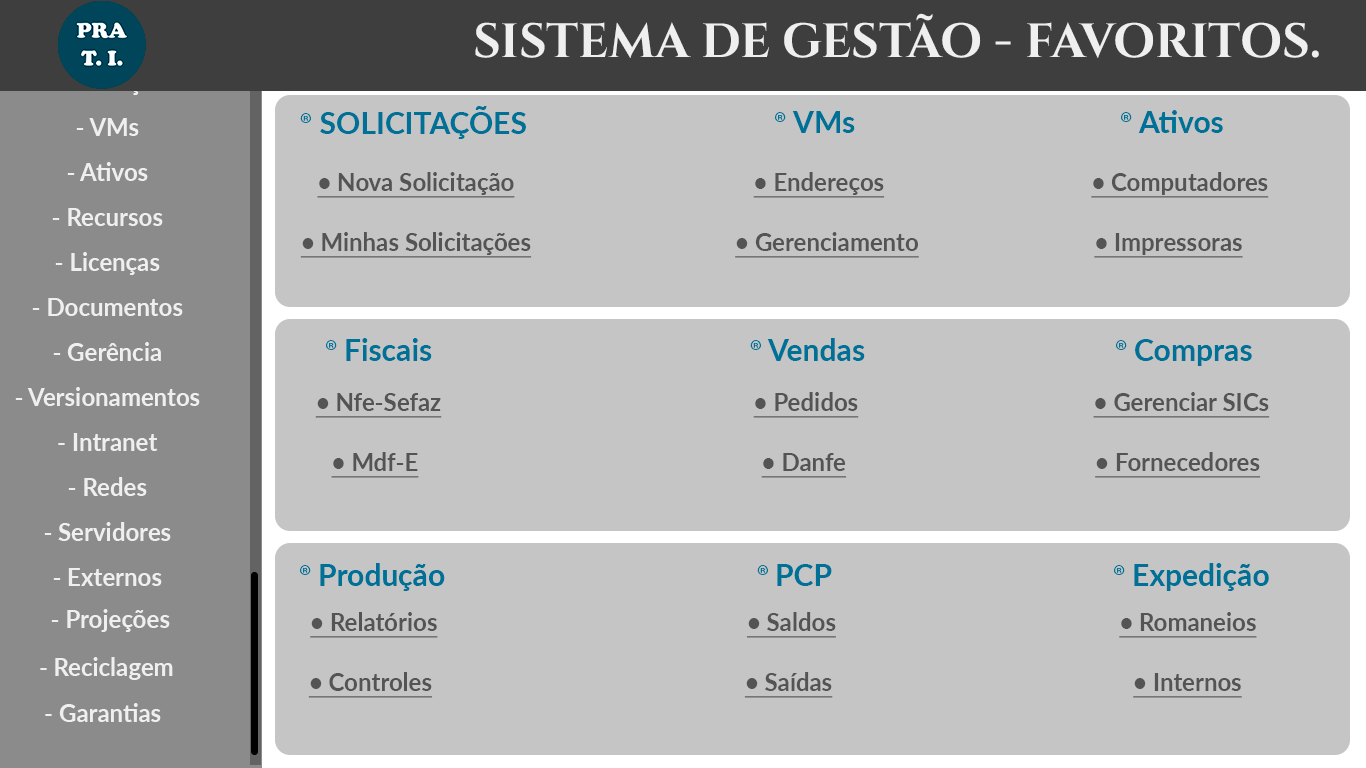 PRA
T. I.
SISTEMA DE GESTÃO - FAVORITOS.
- VMs
- Ativos
- Recursos
- Licenças
- Documentos
- Gerência
- Versionamentos
- Intranet
- Redes
- Servidores
- Externos
- Projeções
- Reciclagem
- Garantias
® SOLICITAÇÕES
● Nova Solicitação
● Minhas Solicitações
® VMs
● Endereços
● Gerenciamento
® Ativos
● Computadores
● Impressoras
® Fiscais
● Nfe-Sefaz
● Mdf-E
® Vendas
● Pedidos
● Danfe
® Compras
● Gerenciar SICs
● Fornecedores
® Produção
● Relatórios
● Controles
® PCP
● Saldos
● Saídas
® Expedição
● Romaneios
● Internos